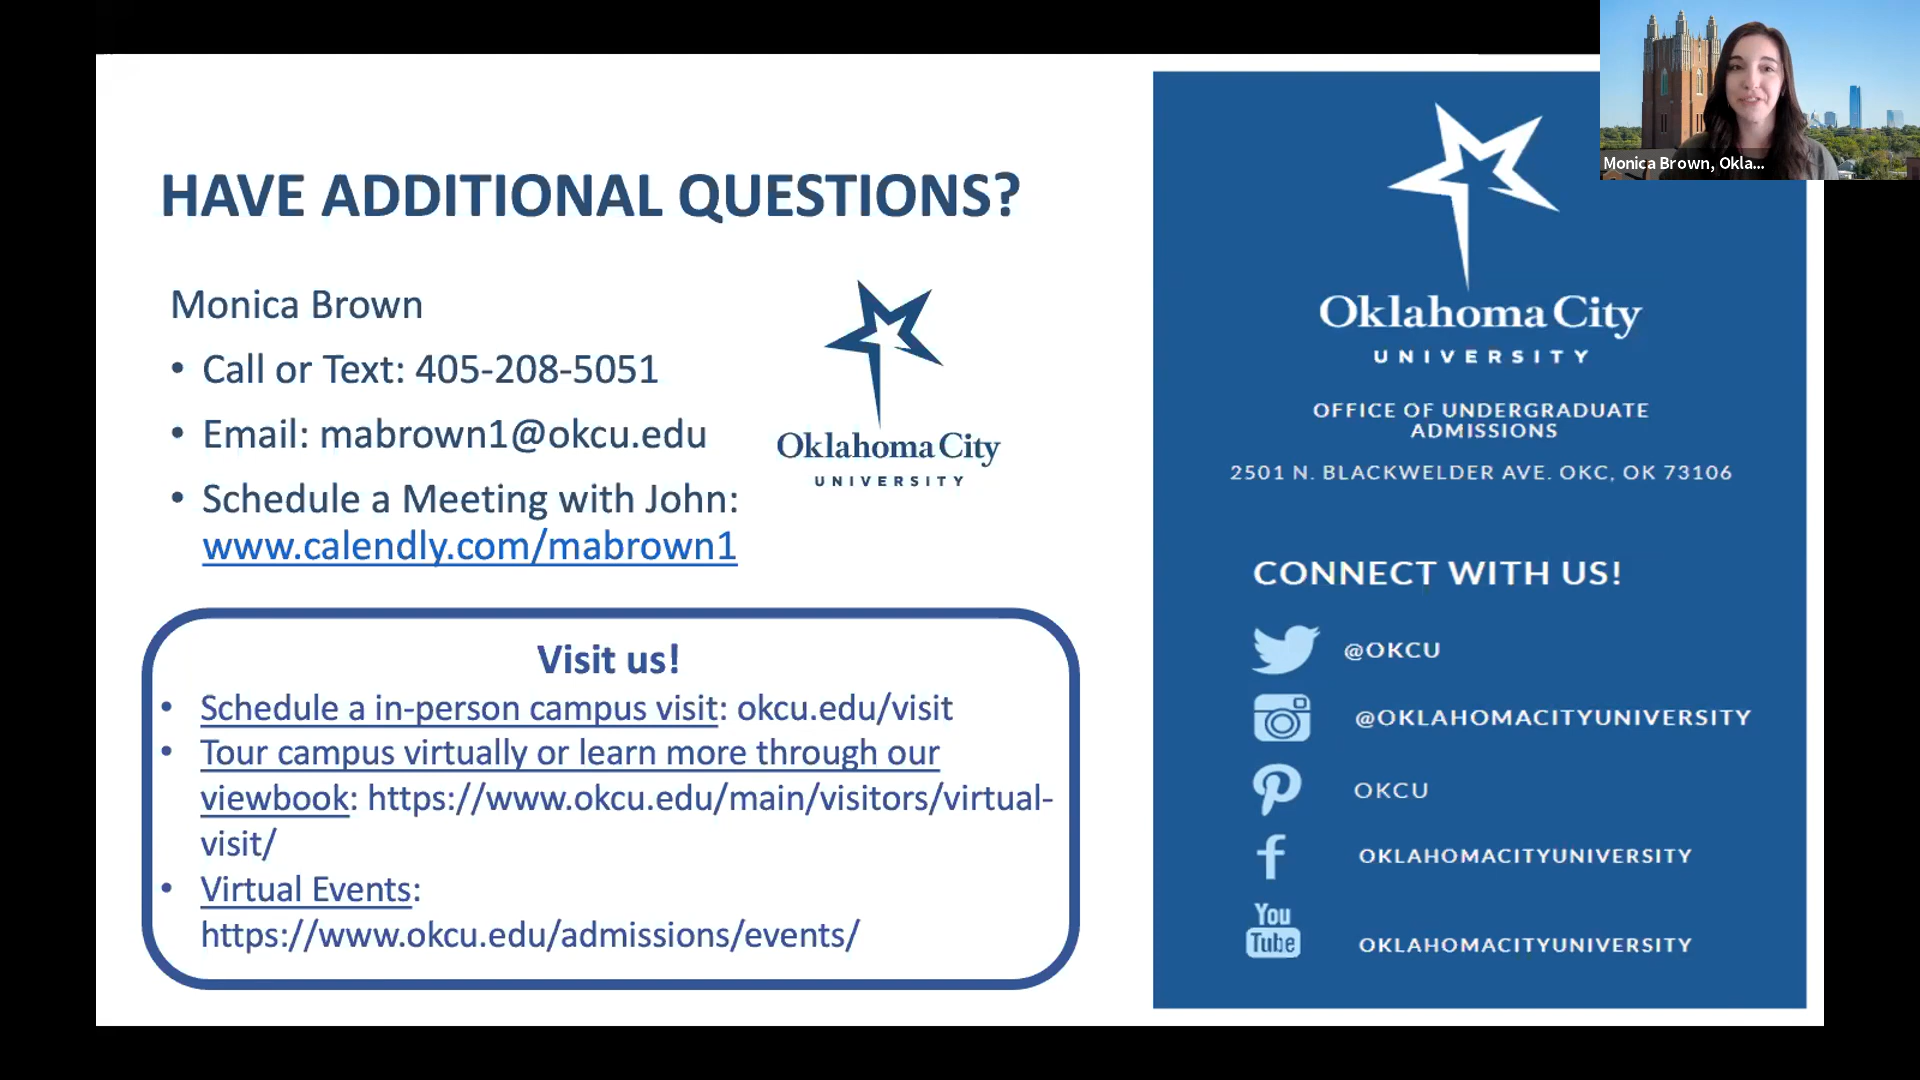 HAVE ADDITIONAL QUESTIONS?
Monica Brown
• Call or Text: 405-208-5051
• Email: mabrown1@okcu.edu
• Schedule a Meeting with John:
www.calendly.com/mabrown1
Oklahoma City
UNIVERSITY
Visit us!
• Schedule a in-person campus visit: okcu.edu/visit
• Tour campus virtually or learn more through our
viewbook: https://www.okcu.edu/main/visitors/virtual-
visit/
• Virtual Events:
https://www.okcu.edu/admissions/events/
Oklahoma City
UNIVERSITY
OFFICE OF UNDERGRADUATE
ADMISSIONS
2501 N. BLACKWELDER AVE. OKC, OK 73106
CONNECT WITH US!
@OKCU
@OKLAHOMACITYUNIVERSITY
OKCU
OKLAHOMACITYUNIVERSITY
You
Tube
OKLAHOMACITYUNIVERSITY
Monica Brown, Okla...